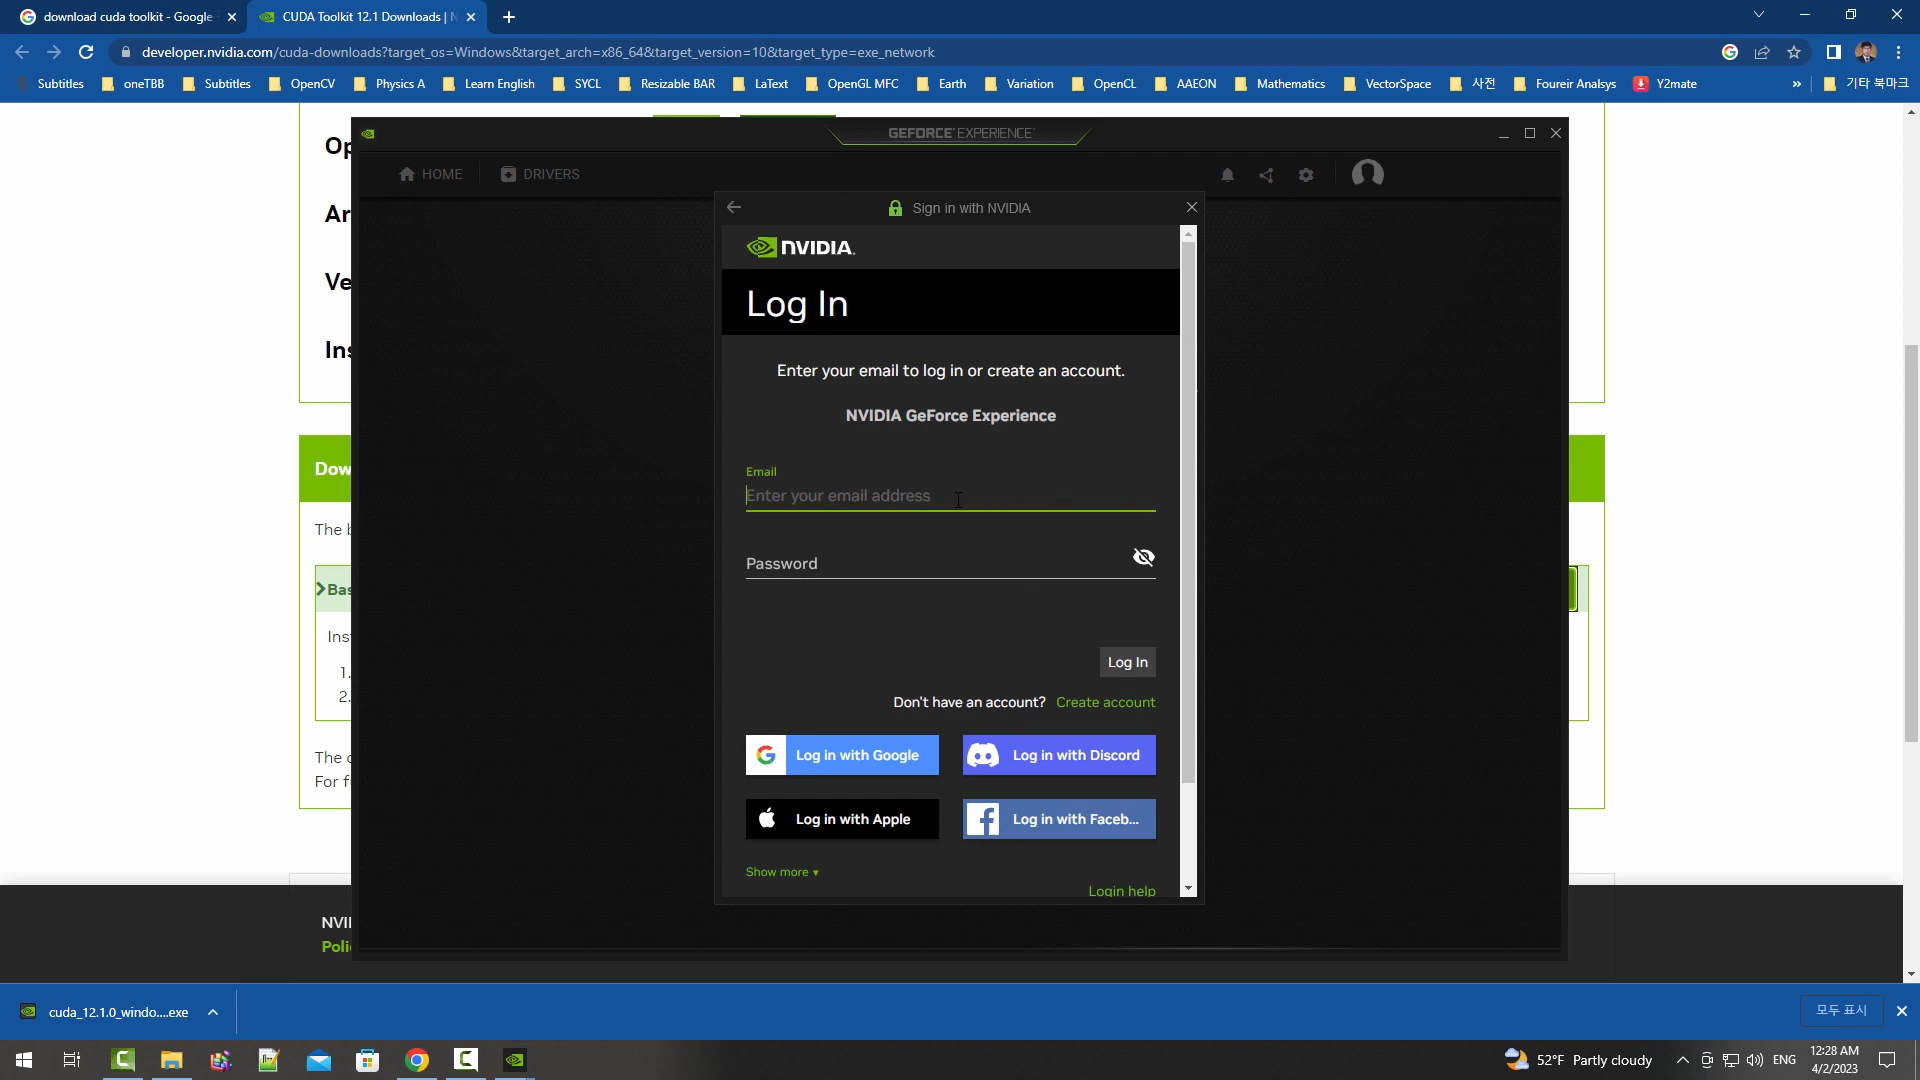 download cuda toolkit - Google
CUDA Toolkit 12.1 Downloads | N
developer.nvidia.com/cuda-downloads?target_os=Windows&target_arch=x86_64&target_version=10&target_type=exe_network
Subtitles
oneTBB
Subtitles
OpenCV
Physics A
Learn English
SYCL
Resizable BAR
LaText
OpenGL MFC
Earth
Variation
OpenCL
AAEON
Mathematics
VectorSpace
사전
Foureir Analsys
Y2mate
»
기타 북마크
GEFORCE EXPERIENCE
HOME
DRIVERS
Sign in with NVIDIA
NVIDIA.
Log In
Enter your email to log in or create an account.
NVIDIA GeForce Experience
Email
Enter your email address
Password
Log In
Don't have an account? Create account
Log in with Google
Log in with Discord
Log in with Apple
Log in with Faceb...
Show more
Login help
Op
Ar
Ve
Ins
Dow
The b
Bas
Ins
1.
2.
The c
For f
NVI
Poli
cuda_12.1.0_windo....exe
모두 표시
52°F Partly cloudy
ENG
12:28 AM
4/2/2023